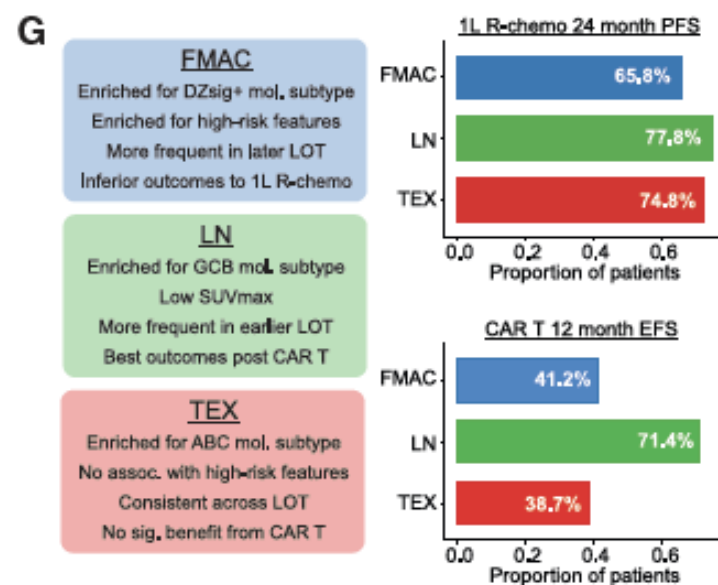 G
FMAC
Enriched for DZsig+ mol. subtype
Enriched for high-risk features
More frequent in later LOT
Inferior outcomes to 1L R-chemo
LN
Enriched for GCB mol. subtype
Low SUVmax
More frequent in earlier LOT
Best outcomes post CAR T
TEX
Enriched for ABC mol. subtype
No assoc. with high-risk features
Consistent across LOT
No sig. benefit from CAR T
1L R-chemo 24 month PFS
FMAC 65.8%
LN 77.8%
TEX 74.8%
0.0 0.2 0.4 0.6
Proportion of patients
CAR T 12 month EFS
FMAC 41.2%
LN 71.4%
TEX 38.7%
0.0 0.2 0.4 0.6
Proportion of patients